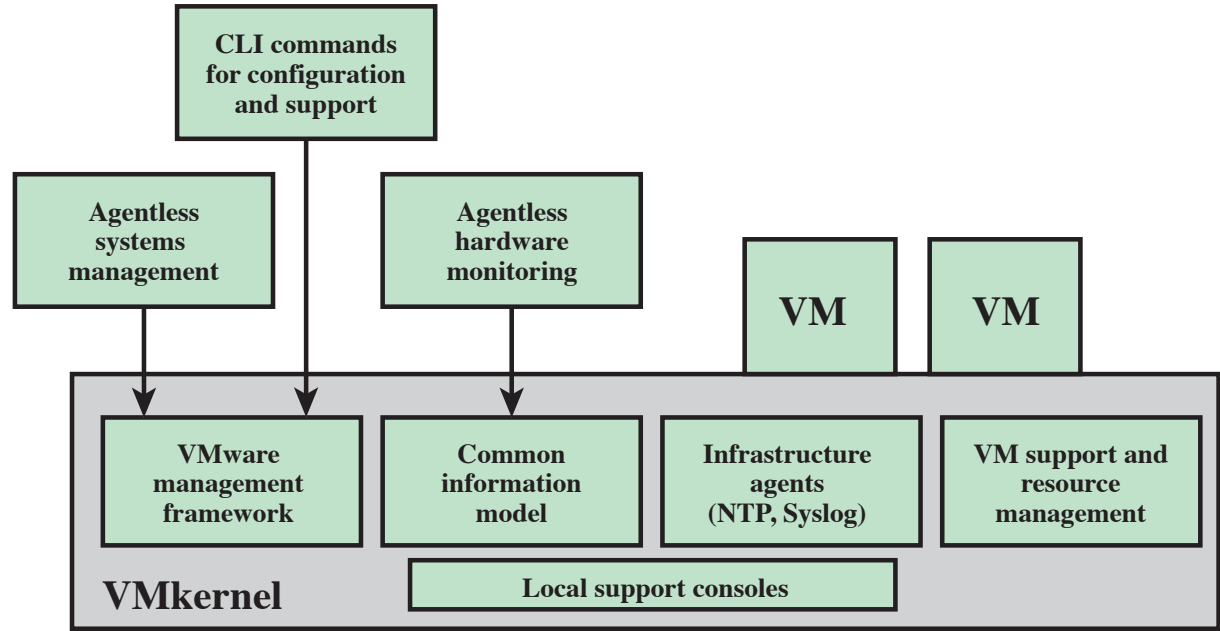 CLI commands
for configuration
and support
Agentless
systems
management
Agentless
hardware
monitoring
VM
VM
VMware
management
framework
Common
information
model
Infrastructure
agents
(NTP, Syslog)
VM support and
resource
management
Local support consoles
VMkernel